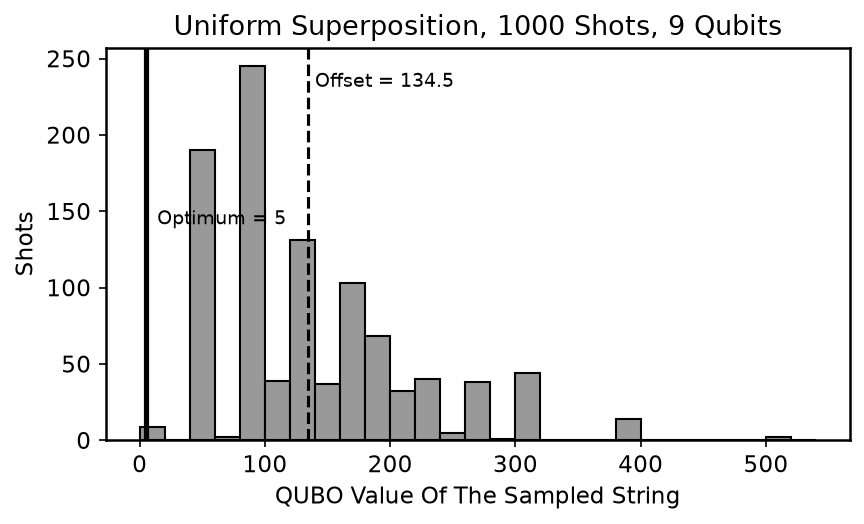 Uniform Superposition, 1000 Shots, 9 Qubits
250
200
150
100
50
0
Shots
Offset = 134.5
Optimum = 5
0 100 200 300 400 500
QUBO Value Of The Sampled String